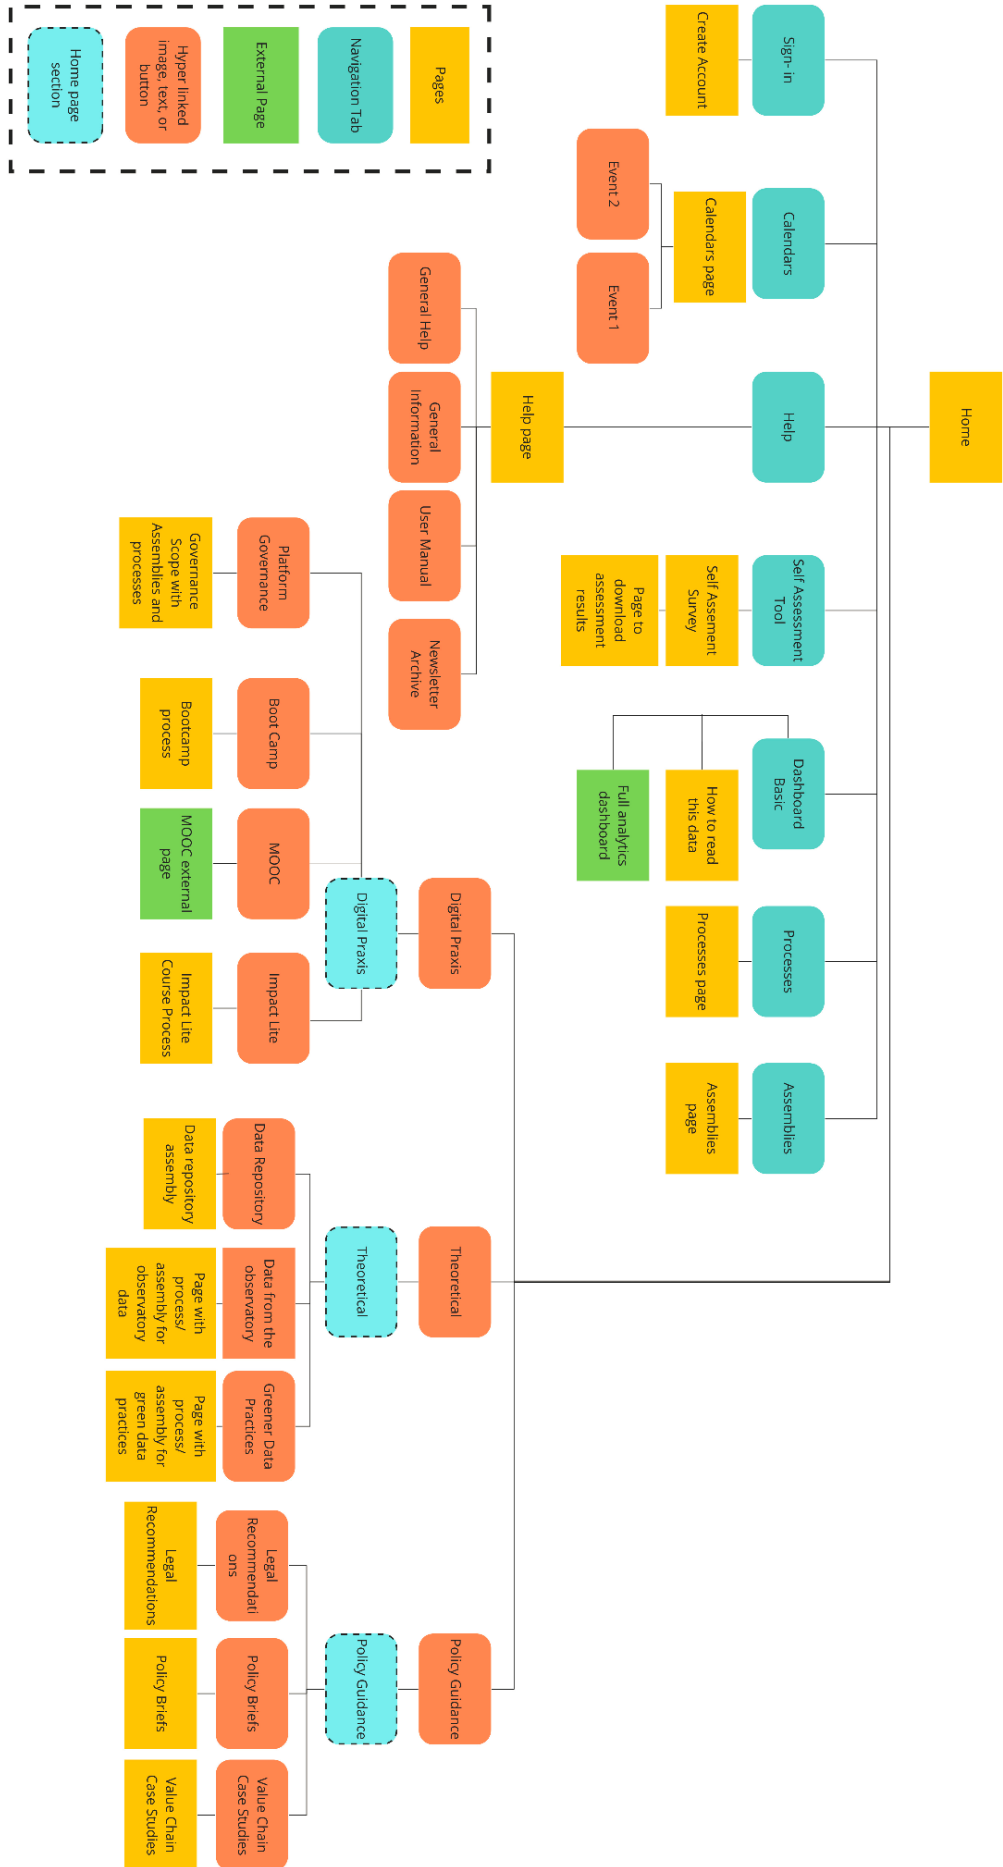 Home
Sign- in
Calendars
Help
Self Assessment
Tool
Dashboard
Basic
Processes
Assemblies
Create Account
Calendars page
Self Assement
Survey
How to read
this data
Processes page
Assemblies
page
Event 2
Event 1
Page to
download
assessment
results
Full analytics
dashboard
Help page
General Help
General
Information
User Manual
Newsletter
Archive
Digital Praxis
Theoretical
Policy Guidance
Digital Praxis
Theoretical
Policy Guidance
Platform
Governance
Boot Camp
MOOC
Impact Lite
Data Repository
Data from the
observatory
Greener Data
Practices
Legal
Recommendati
ons
Policy Briefs
Value Chain
Case Studies
Governance
Scope with
Assemblies and
processes
Bootcamp
process
MOOC external
page
Impact Lite
Course Process
Data repository
assembly
Page with
process/
assembly for
observatory
data
Page with
process/
assembly for
green data
practices
Legal
Recommendations
Policy Briefs
Value Chain
Case Studies
Pages
Navigation Tab
External Page
Hyper linked
image, text, or
button
Home page
section